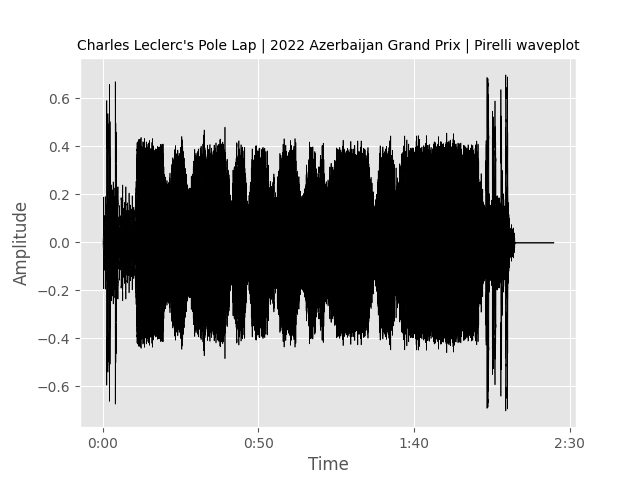 Charles Leclerc's Pole Lap | 2022 Azerbaijan Grand Prix | Pirelli waveplot
0.6
0.4
0.2
0.0
−0.2
−0.4
−0.6
Amplitude
0:00 0:50 1:40 2:30
Time